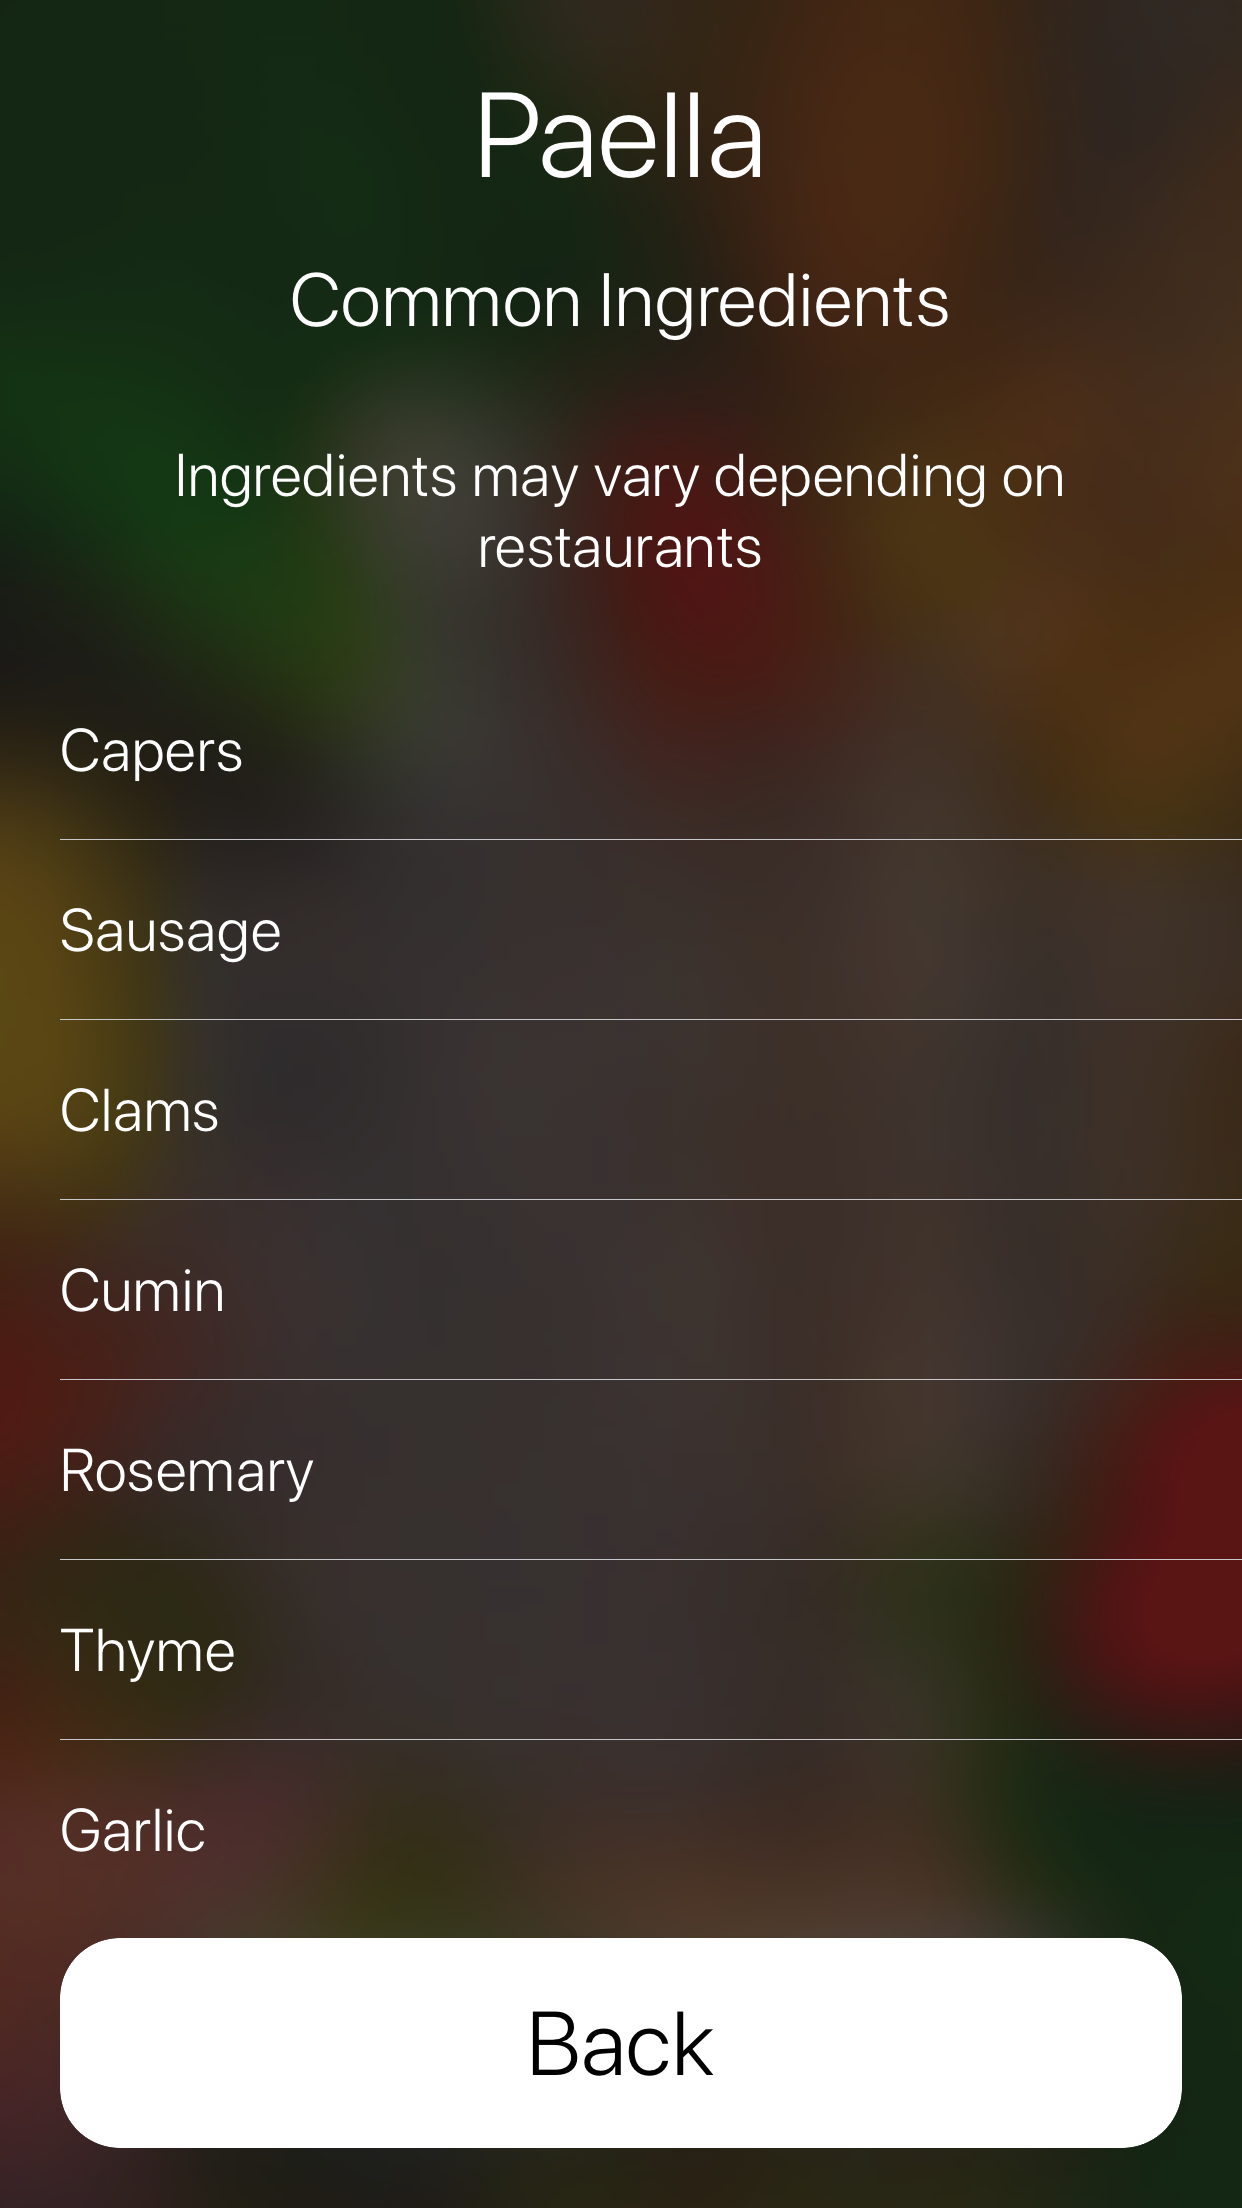 Paella
Common Ingredients
Ingredients may vary depending on
restaurants
Capers
Sausage
Clams
Cumin
Rosemary
Thyme
Garlic
Back